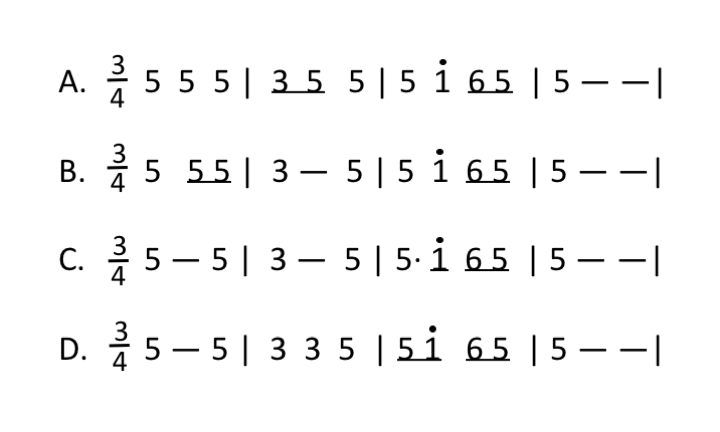 A. 3/4 5 5 5 | 3 5 5 | 5 1̇ 6 5 | 5 — — |
B. 3/4 5 5 5 | 3 — 5 | 5 1̇ 6 5 | 5 — — |
C. 3/4 5 — 5 | 3 — 5 | 5· 1̇ 6 5 | 5 — — |
D. 3/4 5 — 5 | 3 3 5 | 5 1̇ 6 5 | 5 — — |